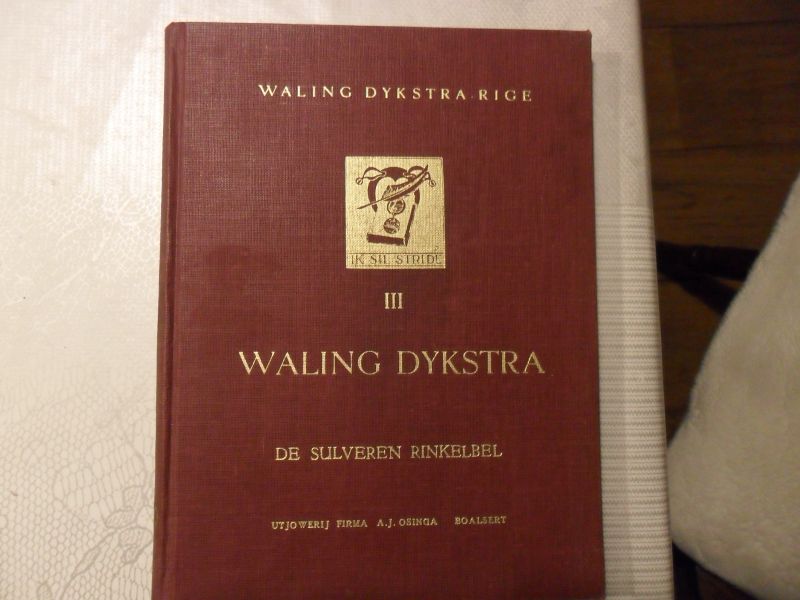 WALING DYKSTRA-RIGE
IK SIL STRIDE
III
WALING DYKSTRA
DE SULVEREN RINKELBEL
UTJOWERIJ FIRMA A.J. OSINGA BOALSERT